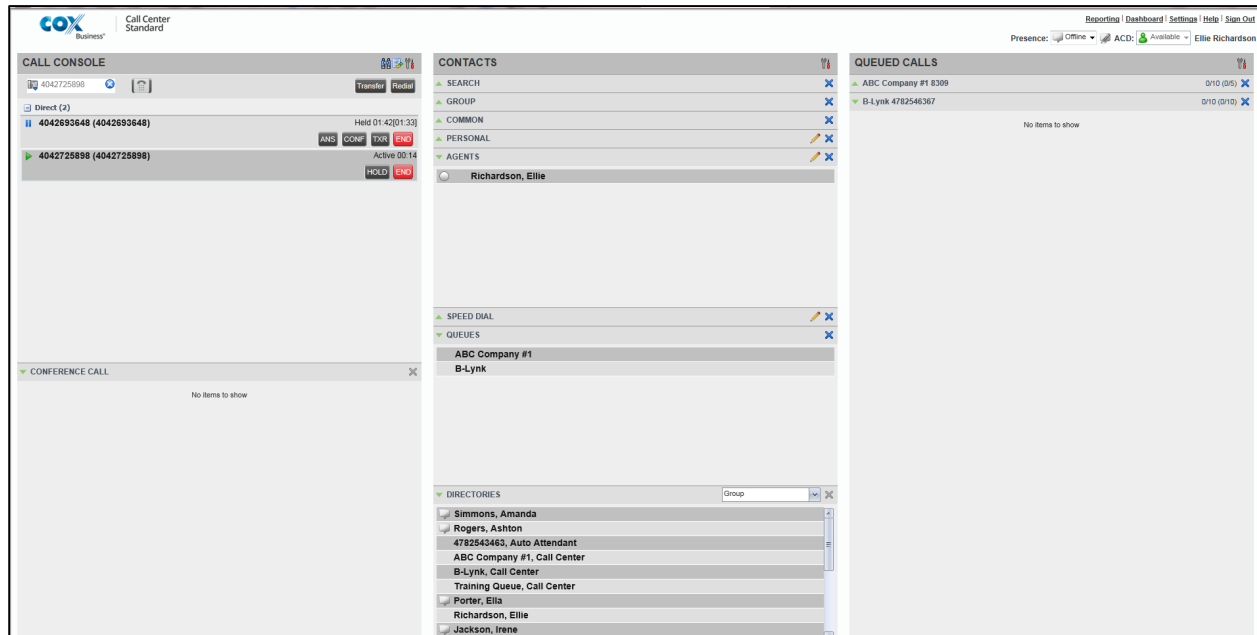 COX
Business®
Call Center
Standard
Reporting | Dashboard | Settings | Help | Sign Out
Presence: Offline ACD: Available Ellie Richardson
CALL CONSOLE
4042725898
Transfer Redial
Direct (2)
4042693648 (4042693648) Held 01:42[01:33]
ANS CONF TXR END
4042725898 (4042725898) Active 00:14
HOLD END
CONFERENCE CALL
No items to show
CONTACTS
SEARCH
GROUP
COMMON
PERSONAL
AGENTS
Richardson, Ellie
SPEED DIAL
QUEUES
ABC Company #1
B-Lynk
DIRECTORIES Group
Simmons, Amanda
Rogers, Ashton
4782543463, Auto Attendant
ABC Company #1, Call Center
B-Lynk, Call Center
Training Queue, Call Center
Porter, Ella
Richardson, Ellie
Jackson, Irene
QUEUED CALLS
ABC Company #1 8309 0/10 (0/5)
B-Lynk 4782546367 0/10 (0/10)
No items to show